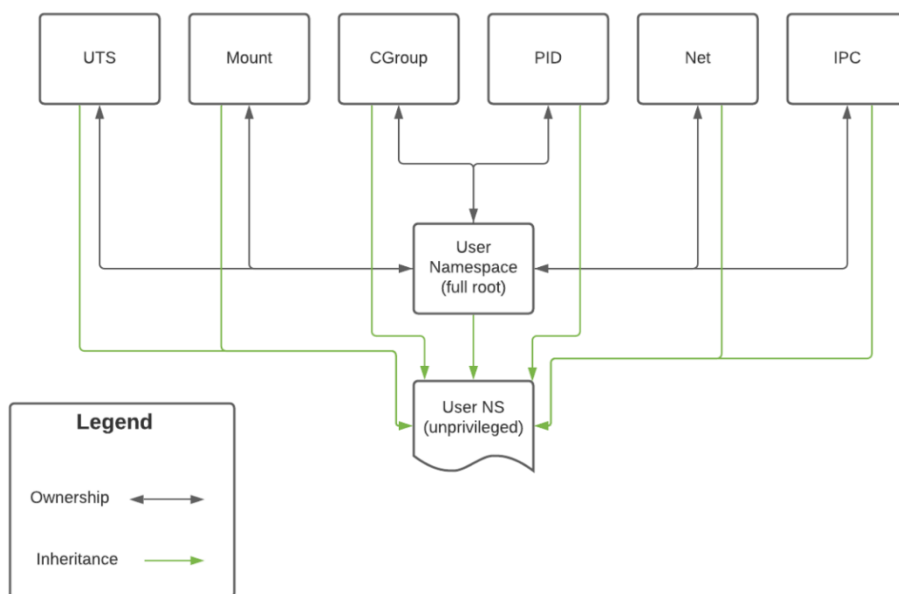 UTS
Mount
CGroup
PID
Net
IPC
User
Namespace
(full root)
User NS
(unprivileged)
Legend
Ownership
Inheritance